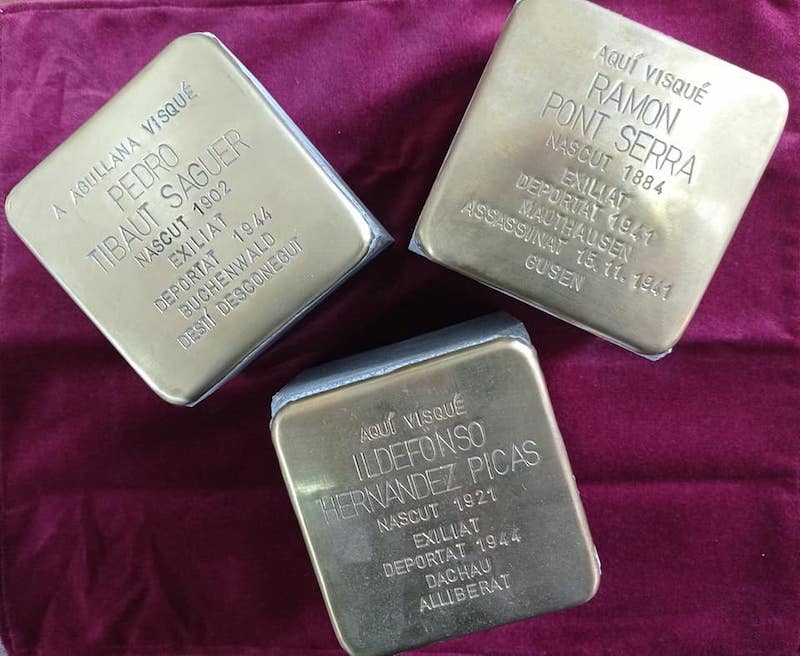 A AGULLANA VISQUÉ
PEDRO
TIBAUT SAGUER
NASCUT 1902
EXILIAT
DEPORTAT 1944
BUCHENWALD
DESTÍ DESCONEGUT
AQUÍ VISQUÉ
RAMON
PONT SERRA
NASCUT 1884
EXILIAT
DEPORTAT 1941
MAUTHAUSEN
ASSASSINAT 15.11.1941
GUSEN
AQUÍ VISQUÉ
ILDEFONSO
HERNANDEZ PICAS
NASCUT 1921
EXILIAT
DEPORTAT 1944
DACHAU
ALLIBERAT